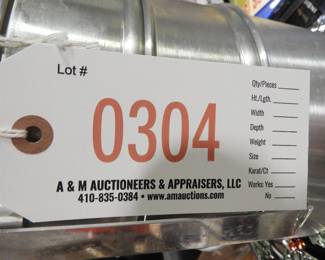 Lot #
0304
A & M AUCTIONEERS & APPRAISERS, LLC
410-835-0384 • www.amauctions.com
Qty/Pieces
Ht./Lgth.
Width
Depth
Weight
Size
Karat/Ct
Works: Yes
No